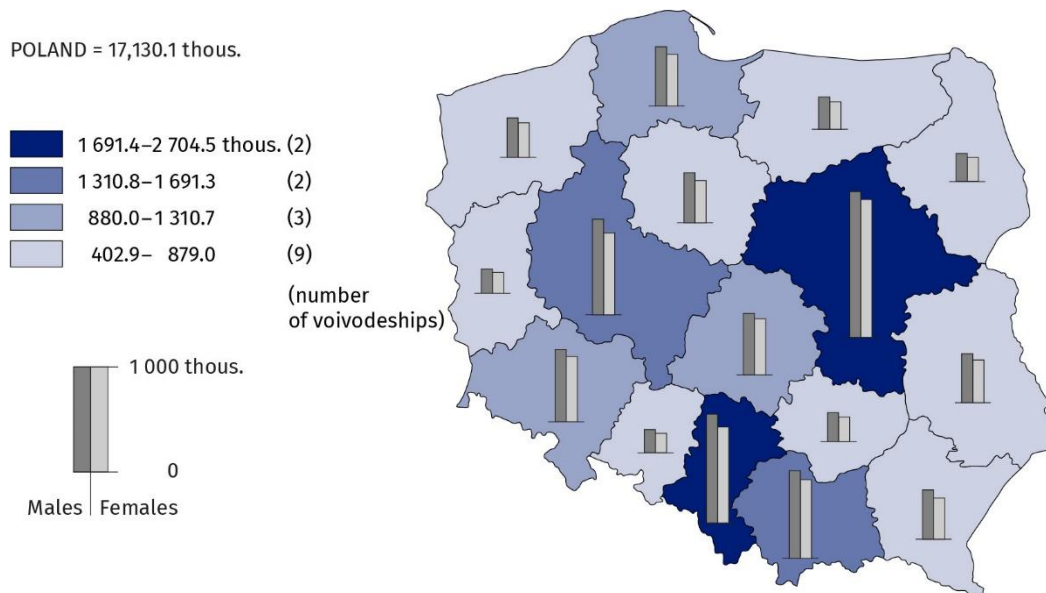 POLAND = 17,130.1 thous.
1 691.4–2 704.5 thous. (2)
1 310.8–1 691.3 (2)
880.0–1 310.7 (3)
402.9– 879.0 (9)
(number
of voivodeships)
1 000 thous.
0
Males Females